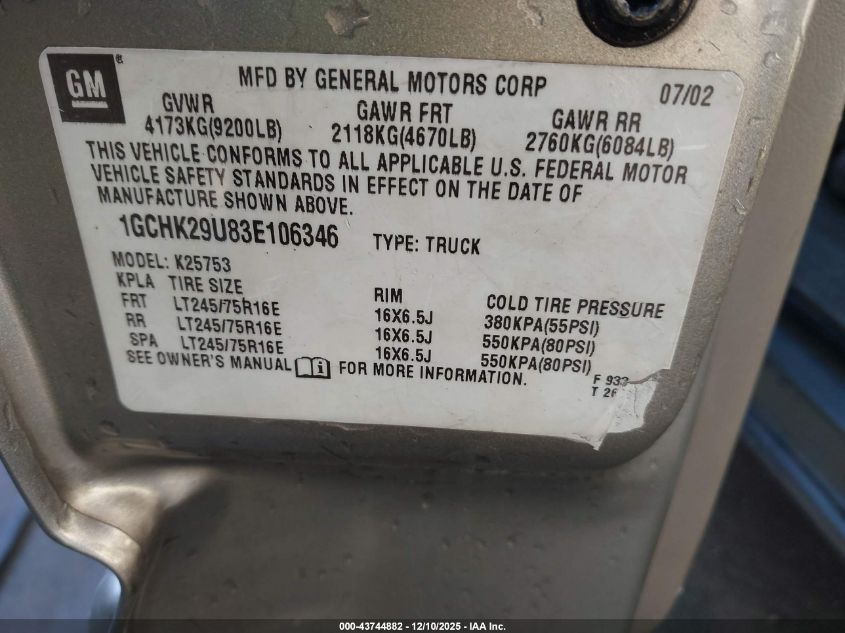 GM®
MFD BY GENERAL MOTORS CORP 07/02
GVWR GAWR FRT GAWR RR
4173KG(9200LB) 2118KG(4670LB) 2760KG(6084LB)
THIS VEHICLE CONFORMS TO ALL APPLICABLE U.S. FEDERAL MOTOR
VEHICLE SAFETY STANDARDS IN EFFECT ON THE DATE OF
MANUFACTURE SHOWN ABOVE.
1GCHK29U83E106346 TYPE: TRUCK
MODEL: K25753
KPLA TIRE SIZE RIM COLD TIRE PRESSURE
FRT LT245/75R16E 16X6.5J 380KPA(55PSI)
RR LT245/75R16E 16X6.5J 550KPA(80PSI)
SPA LT245/75R16E 16X6.5J 550KPA(80PSI)
SEE OWNER'S MANUAL FOR MORE INFORMATION.
F 932
T 26
000-43744882 - 12/10/2025 - IAA Inc.